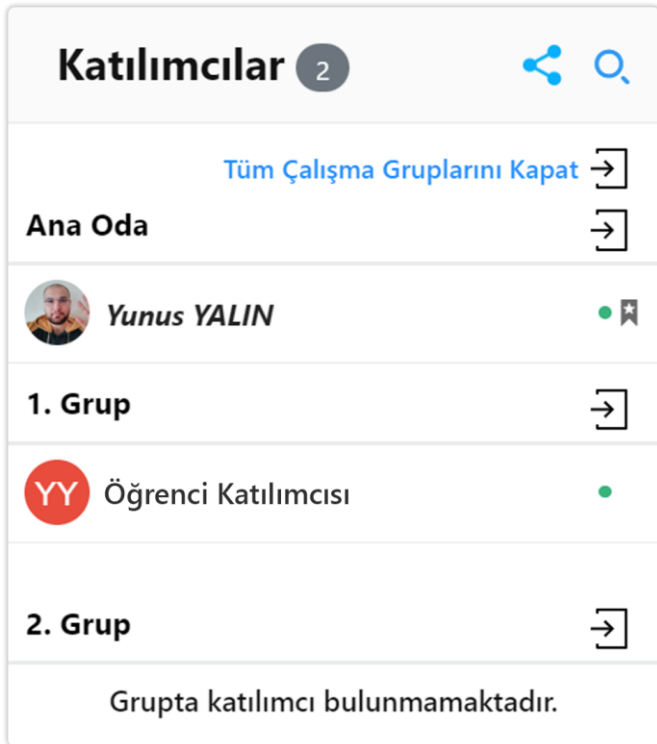 Katılımcılar 2
Tüm Çalışma Gruplarını Kapat
Ana Oda
Yunus YALIN
1. Grup
YY Öğrenci Katılımcısı
2. Grup
Grupta katılımcı bulunmamaktadır.